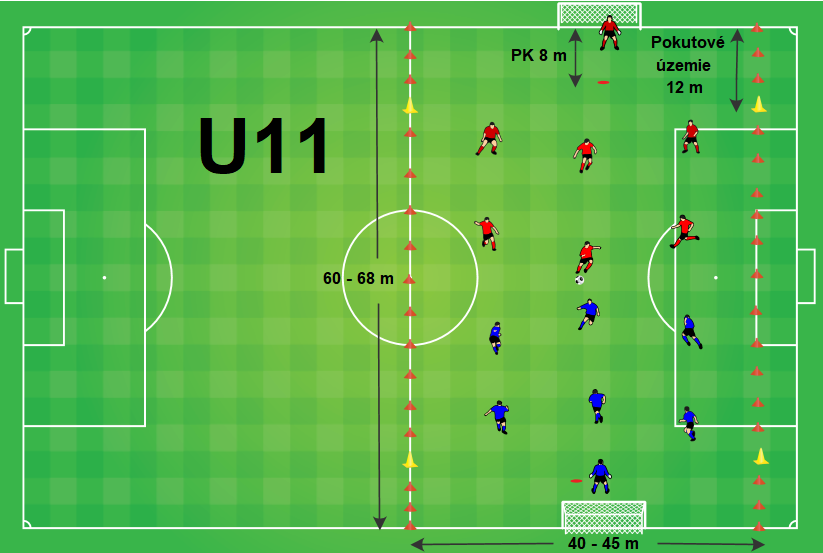 PK 8 m
Pokutové
územie
12 m
U11
60 - 68 m
40 - 45 m